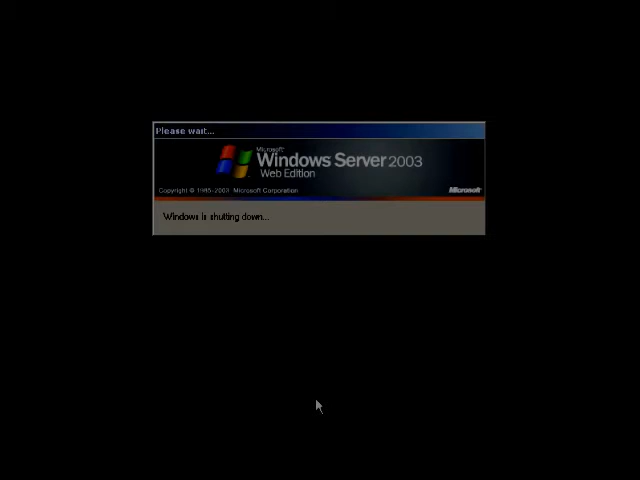 Please wait...
Microsoft®
Windows Server 2003
Web Edition
Copyright © 1985-2003 Microsoft Corporation
Microsoft®
Windows is shutting down...